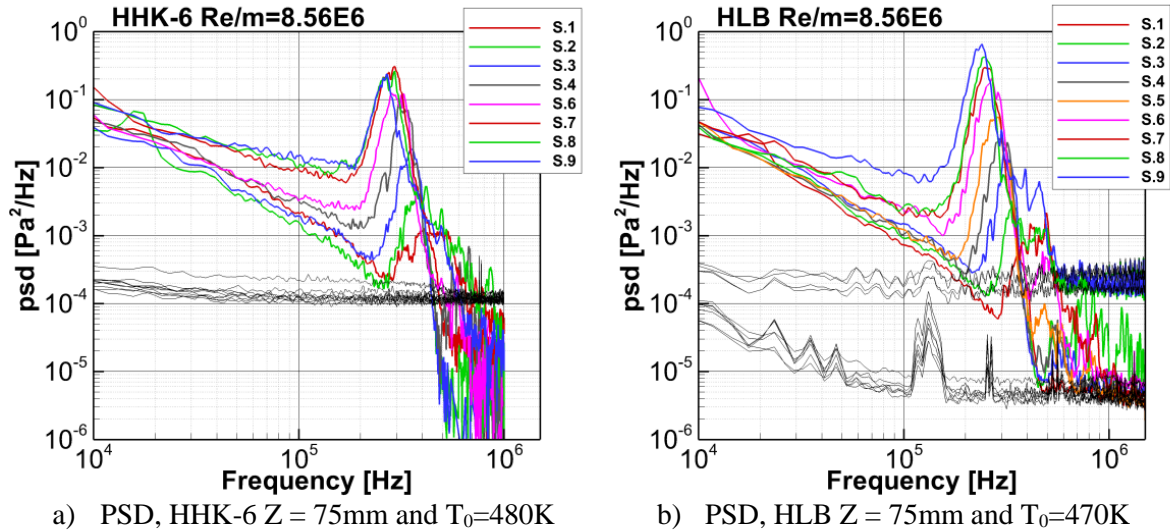 HHK-6 Re/m=8.56E6
S.1
S.2
S.3
S.4
S.6
S.7
S.8
S.9
psd [Pa²/Hz]
10⁰
10⁻¹
10⁻²
10⁻³
10⁻⁴
10⁻⁵
10⁻⁶
10⁴
10⁵
10⁶
Frequency [Hz]
a) PSD, HHK-6 Z = 75mm and T₀=480K
HLB Re/m=8.56E6
S.1
S.2
S.3
S.4
S.5
S.6
S.7
S.8
S.9
psd [Pa²/Hz]
10⁰
10⁻¹
10⁻²
10⁻³
10⁻⁴
10⁻⁵
10⁻⁶
10⁴
10⁵
10⁶
Frequency [Hz]
b) PSD, HLB Z = 75mm and T₀=470K